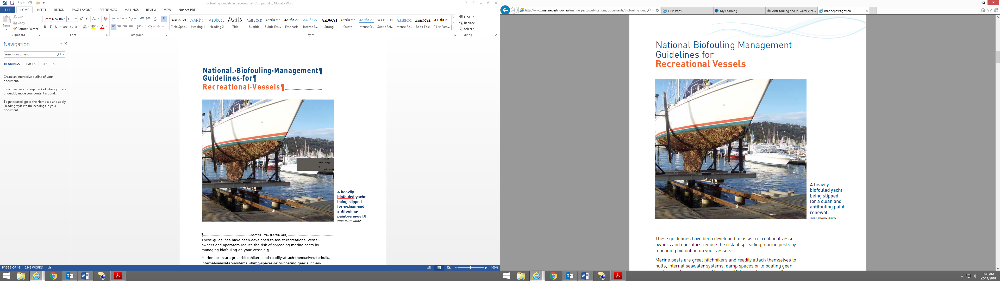 biofouling_guidelines_rec-original [Compatibility Mode] - Word
FILE HOME INSERT DESIGN PAGE LAYOUT REFERENCES MAILINGS REVIEW VIEW Nuance PDF
Paste
Cut
Copy
Format Painter
Clipboard
Times New Ro 11
B I U abc X₂ X²
Font
Paragraph
AaBbCcD AaBbCc AaBbCcD AaBl AaBbCcD AaBbCcD AaBbCcD AaBbCcD AaBbCcI AaBbCcD AaBbCcD AABBCCI AABBCC AaBbCcL AaBbCcD
¶ No Spac... Heading 1 Heading 2 Title Subtitle Subtle Em... Emphasis Intense E... Strong Quote Intense Q... Subtle Ref... Intense Re... Book Title ¶ List Para...
Styles
Find
Replace
Select
Editing
Navigation
Search document
HEADINGS PAGES RESULTS
Create an interactive outline of your
document.
It's a great way to keep track of where you are
or quickly move your content around.
To get started, go to the Home tab and apply
Heading styles to the headings in your
document.
National.·Biofouling·Management¶
Guidelines·for¶
Recreational·Vessels¶
A·heavily·
biofouled·yacht·
being·slipped·
for·a·clean·and·
antifouling·
paint·renewal.¶
Image:·Bayview·Slipway¶
¶Section Break (Continuous)
These·guidelines·have·been·developed·to·assist·recreational·vessel·
owners·and·operators·reduce·the·risk·of·spreading·marine·pests·by·
managing·biofouling·on·your·vessels.¶
Marine·pests·are·great·hitchhikers·and·readily·attach·themselves·to·hulls,·
internal·seawater·systems,·damp·spaces·or·to·boating·gear·such·as·
PAGE 3 OF 16 2145 WORDS
100%
http://www.marinepests.gov.au/marine_pests/publications/Documents/biofouling_guic
First steps
My Learning
Anti-fouling and in-water clea...
marinepests.gov.au
National Biofouling Management
Guidelines for
Recreational Vessels
A heavily
biofouled yacht
being slipped
for a clean and
antifouling paint
renewal.
Image: Bayview Slipway
These guidelines have been developed to assist recreational vessel
owners and operators reduce the risk of spreading marine pests by
managing biofouling on your vessels.
Marine pests are great hitchhikers and readily attach themselves to
hulls, internal seawater systems, damp spaces or to boating gear
9:42 AM
22/11/2018